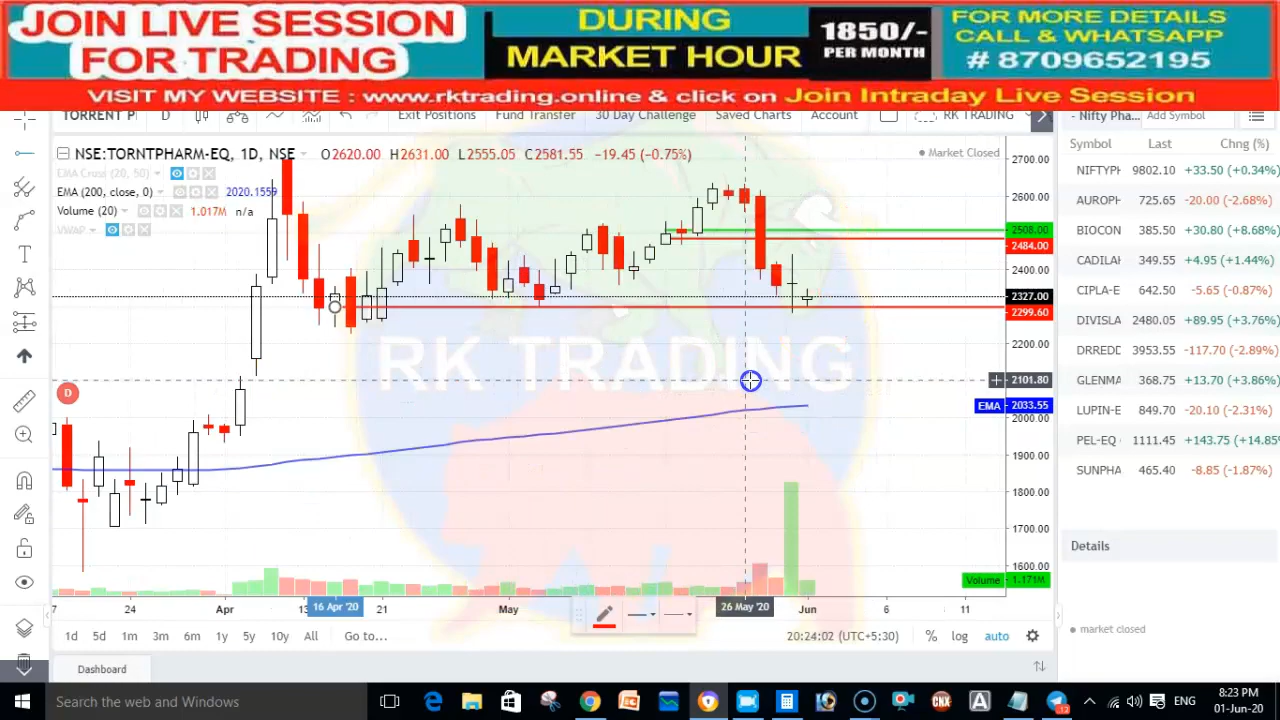 JOIN LIVE SESSION
FOR TRADING
DURING
MARKET HOUR
1850/-
PER MONTH
FOR MORE DETAILS
CALL & WHATSAPP
# 8709652195
VISIT MY WEBSITE : www.rktrading.online & click on Join Intraday Live Session
TORRENT P D Exit Positions Fund Transfer 30 Day Challenge Saved Charts Account RK TRADING
NSE:TORNTPHARM-EQ, 1D, NSE O2620.00 H2631.00 L2555.05 C2581.55 -19.45 (-0.75%)
Market Closed
EMA Cross (20, 50)
EMA (200, close, 0) 2020.1559
Volume (20) 1.017M n/a
VWAP
2700.00
2600.00
2508.00
2484.00
2400.00
2327.00
2299.60
2200.00
2101.80
EMA 2033.55
2000.00
1900.00
1800.00
1700.00
1600.00
Volume 1.171M
D
RK TRADING
7 24 Apr 13 16 Apr '20 21 May 26 May '20 Jun 6 11
1d 5d 1m 3m 6m 1y 5y 10y All Go to... 20:24:02 (UTC+5:30) % log auto
Dashboard
- Nifty Pha... Add Symbol
Symbol Last Chng (%)
NIFTYPH 9802.10 +33.50 (+0.34%)
AUROPH 725.65 -20.00 (-2.68%)
BIOCON 385.50 +30.80 (+8.68%)
CADILAH 349.55 +4.95 (+1.44%)
CIPLA-E 642.50 -5.65 (-0.87%)
DIVISLA 2480.05 +89.95 (+3.76%)
DRREDD 3953.55 -117.70 (-2.89%)
GLENMA 368.75 +13.70 (+3.86%)
LUPIN-E 849.70 -20.10 (-2.31%)
PEL-EQ 1111.45 +143.75 (+14.85%
SUNPHA 465.40 -8.85 (-1.87%)
Details
market closed
Search the web and Windows
ENG
8:23 PM
01-Jun-20